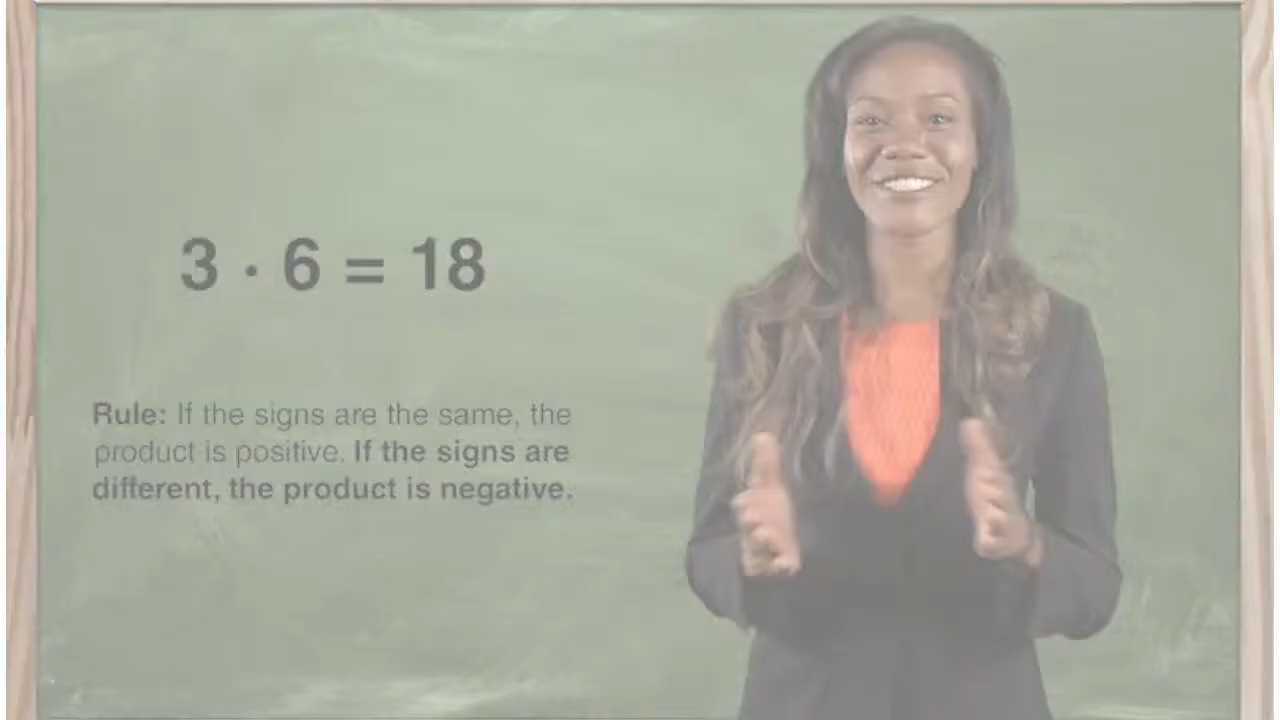 3 · 6 = 18
Rule: If the signs are the same, the
product is positive. If the signs are
different, the product is negative.